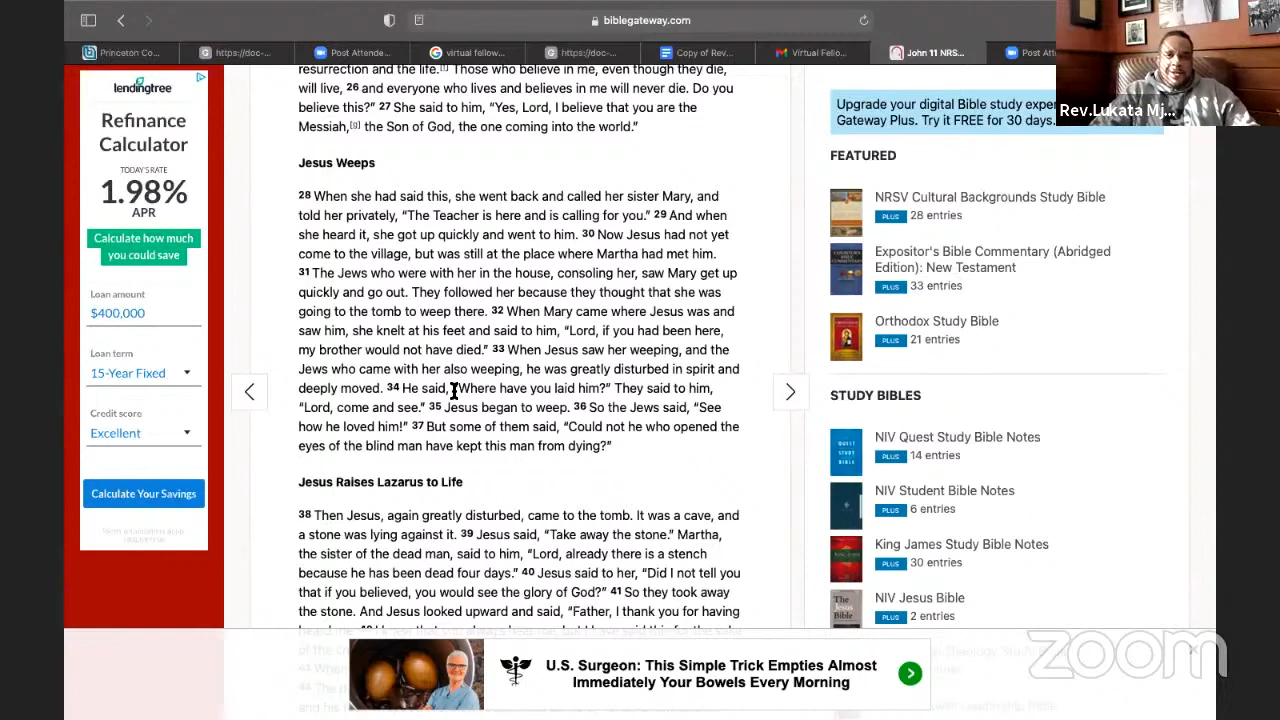 biblegateway.com
Princeton Co...
https://doc-...
Post Attende...
virtual fellow...
https://doc-...
Copy of Rev...
Virtual Fello...
John 11 NRS...
Post Att
Rev.Lukata Mj...
lendingtree
Refinance
Calculator
TODAY'S RATE
1.98%
APR
Calculate how much
you could save
Loan amount
$400,000
Loan term
15-Year Fixed
Credit score
Excellent
Calculate Your Savings
resurrection and the life.[f] Those who believe in me, even though they die,
will live, 26 and everyone who lives and believes in me will never die. Do you
believe this?” 27 She said to him, “Yes, Lord, I believe that you are the
Messiah,[g] the Son of God, the one coming into the world.”
Jesus Weeps
28 When she had said this, she went back and called her sister Mary, and
told her privately, “The Teacher is here and is calling for you.” 29 And when
she heard it, she got up quickly and went to him. 30 Now Jesus had not yet
come to the village, but was still at the place where Martha had met him.
31 The Jews who were with her in the house, consoling her, saw Mary get up
quickly and go out. They followed her because they thought that she was
going to the tomb to weep there. 32 When Mary came where Jesus was and
saw him, she knelt at his feet and said to him, “Lord, if you had been here,
my brother would not have died.” 33 When Jesus saw her weeping, and the
Jews who came with her also weeping, he was greatly disturbed in spirit and
deeply moved. 34 He said, “Where have you laid him?” They said to him,
“Lord, come and see.” 35 Jesus began to weep. 36 So the Jews said, “See
how he loved him!” 37 But some of them said, “Could not he who opened the
eyes of the blind man have kept this man from dying?”
Jesus Raises Lazarus to Life
38 Then Jesus, again greatly disturbed, came to the tomb. It was a cave, and
a stone was lying against it. 39 Jesus said, “Take away the stone.” Martha,
the sister of the dead man, said to him, “Lord, already there is a stench
because he has been dead four days.” 40 Jesus said to her, “Did I not tell you
that if you believed, you would see the glory of God?” 41 So they took away
the stone. And Jesus looked upward and said, “Father, I thank you for having
Upgrade your digital Bible study expe
Gateway Plus. Try it FREE for 30 days.
FEATURED
NRSV Cultural Backgrounds Study Bible
PLUS 28 entries
Expositor's Bible Commentary (Abridged
Edition): New Testament
PLUS 33 entries
Orthodox Study Bible
PLUS 21 entries
STUDY BIBLES
NIV Quest Study Bible Notes
PLUS 14 entries
NIV Student Bible Notes
PLUS 6 entries
King James Study Bible Notes
PLUS 30 entries
NIV Jesus Bible
PLUS 2 entries
U.S. Surgeon: This Simple Trick Empties Almost
Immediately Your Bowels Every Morning
zoom